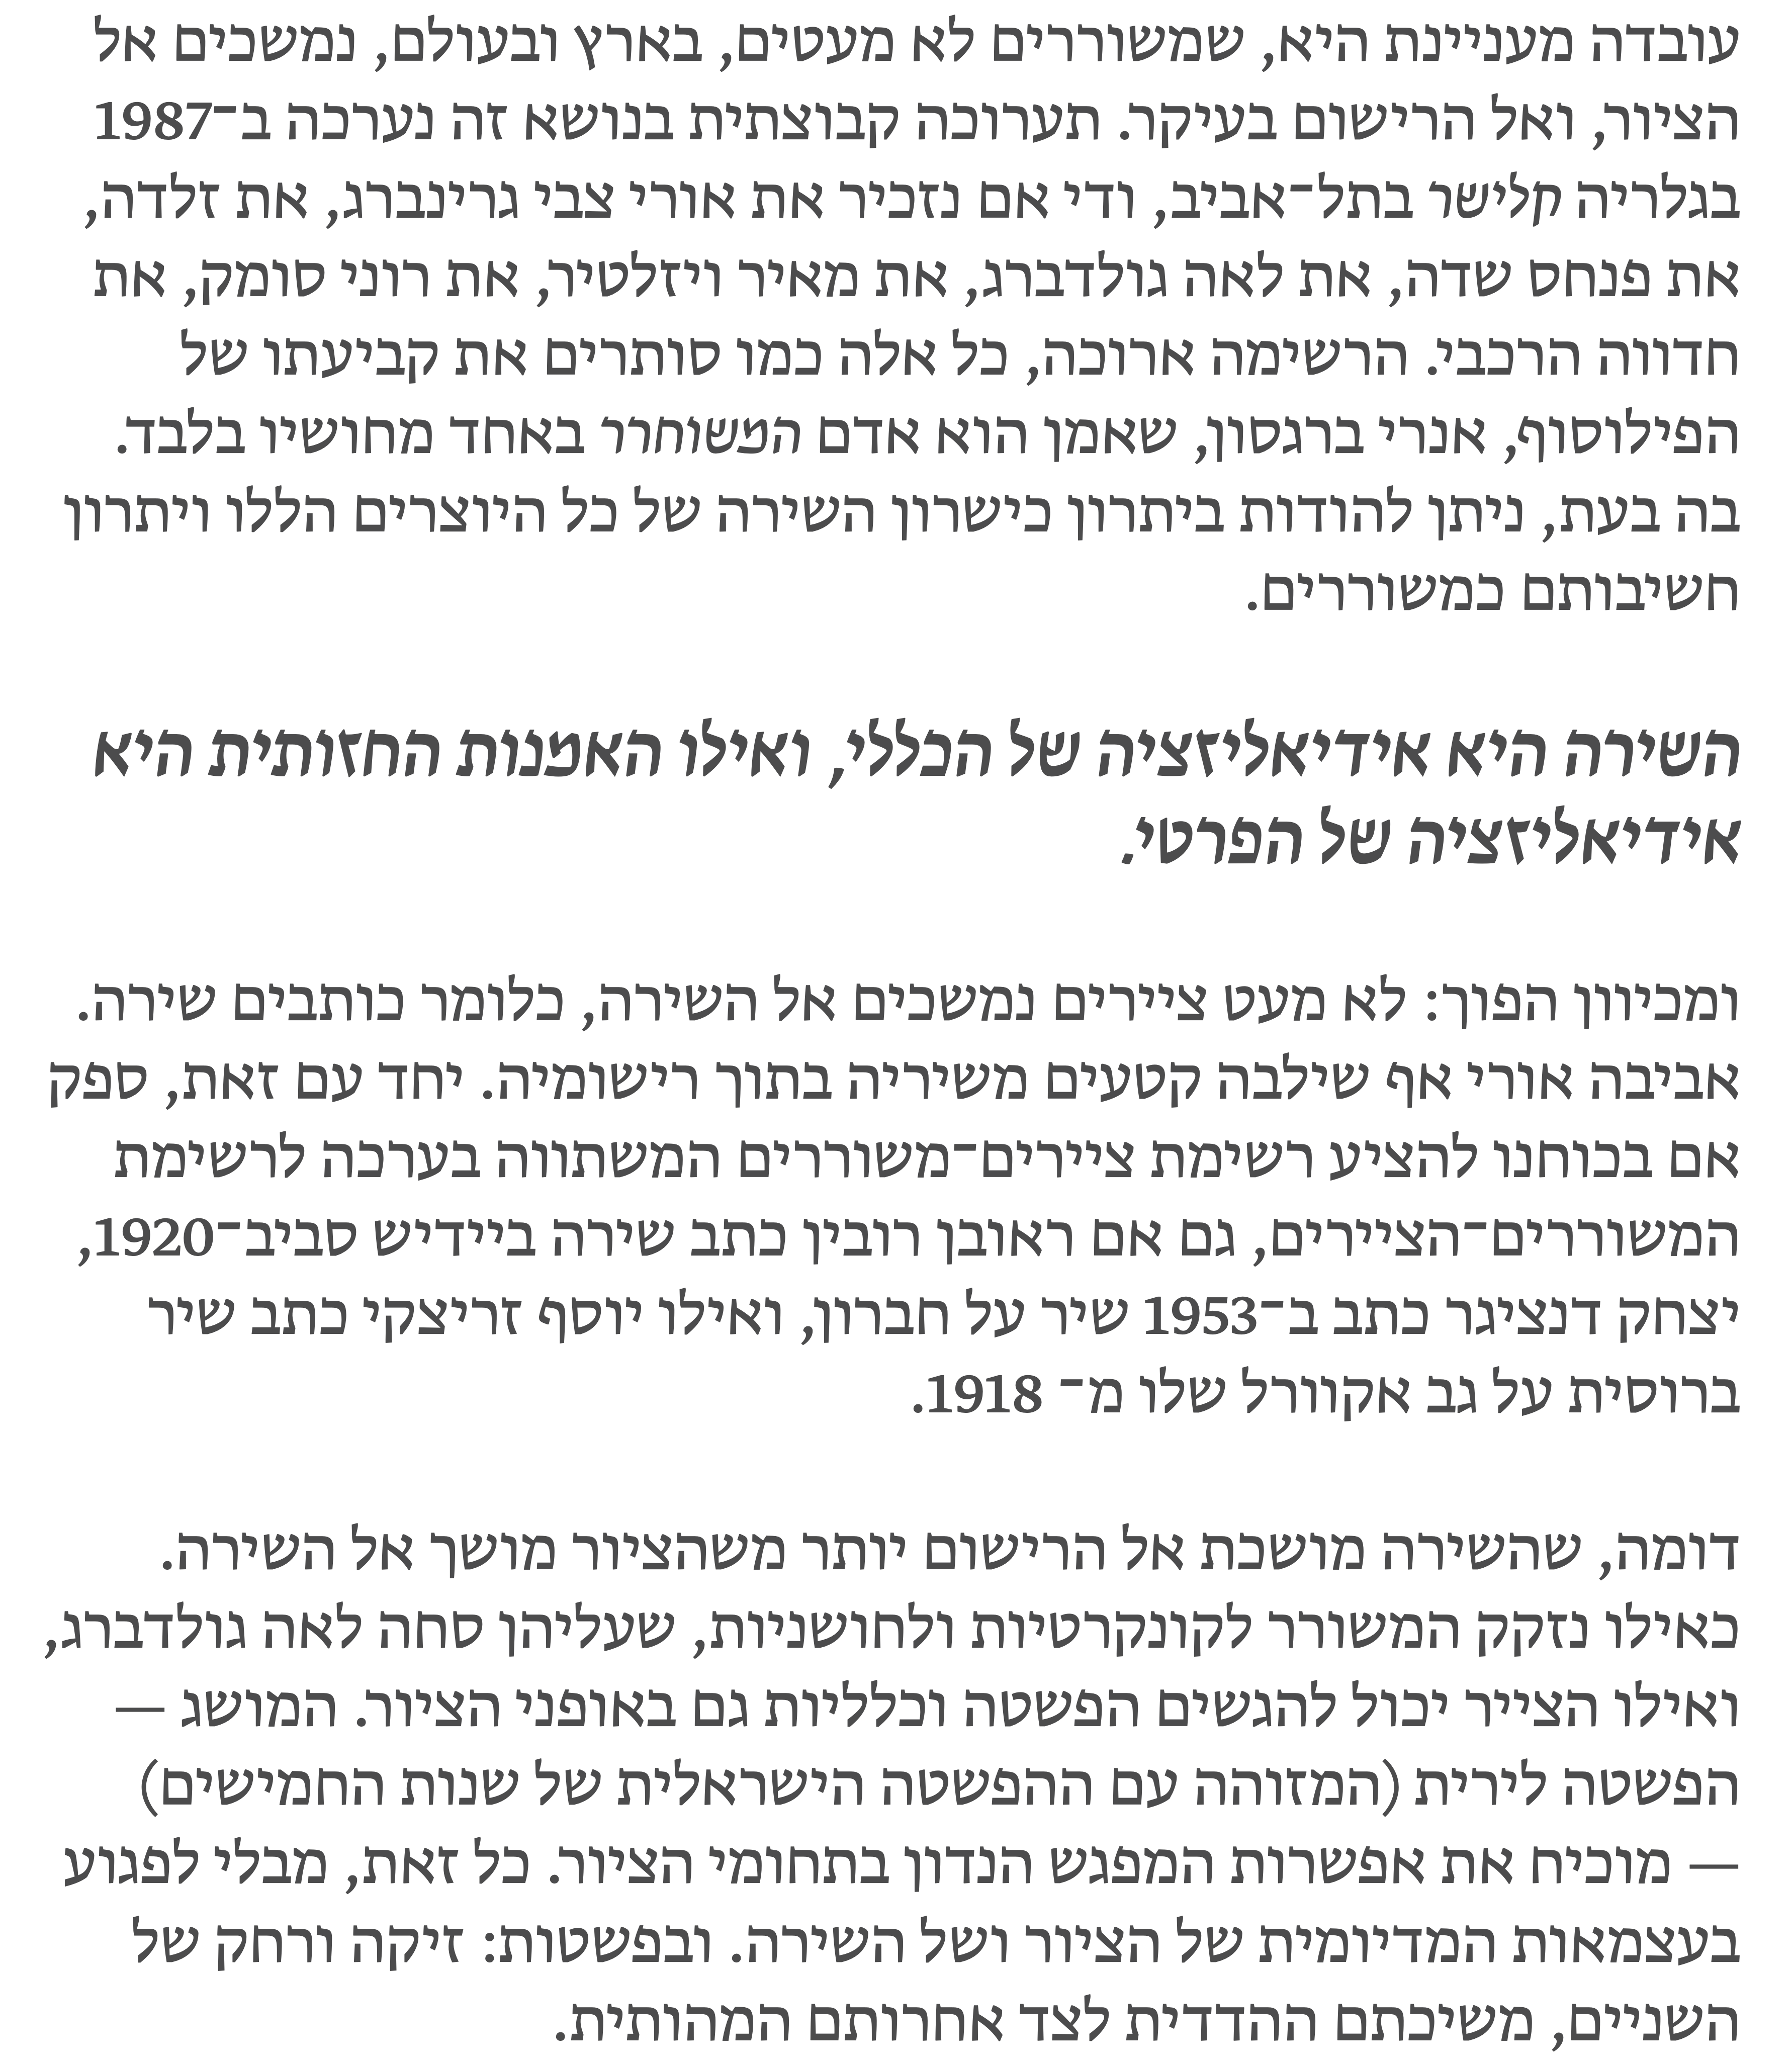 עובדה מעניינת היא, שמשוררים לא מעטים, בארץ ובעולם, נמשכים אל
הציור, ואל הרישום בעיקר. תערוכה קבוצתית בנושא זה נערכה ב־1987
בגלריה קלישר בתל־אביב, ודי אם נזכיר את אורי צבי גרינברג, את זלדה,
את פנחס שדה, את לאה גולדברג, את מאיר ויזלטיר, את רוני סומק, את
חדווה הרכבי. הרשימה ארוכה, כל אלה כמו סותרים את קביעתו של
הפילוסוף, אנרי ברגסון, שאמן הוא אדם המשוחרר באחד מחושיו בלבד.
בה בעת, ניתן להודות ביתרון כישרון השירה של כל היוצרים הללו ויתרון
חשיבותם כמשוררים.
השירה היא אידיאליזציה של הכללי, ואילו האמנות החזותית היא
אידיאליזציה של הפרטי.
ומכיוון הפוך: לא מעט ציירים נמשכים אל השירה, כלומר כותבים שירה.
אביבה אורי אף שילבה קטעים משיריה בתוך רישומיה. יחד עם זאת, ספק
אם בכוחנו להציע רשימת ציירים־משוררים המשתווה בערכה לרשימת
המשוררים־הציירים, גם אם ראובן רובין כתב שירה ביידיש סביב־1920,
יצחק דנציגר כתב ב־1953 שיר על חברון, ואילו יוסף זריצקי כתב שיר
ברוסית על גב אקוורל שלו מ־ 1918.
דומה, שהשירה מושכת אל הרישום יותר משהציור מושך אל השירה.
כאילו נזקק המשורר לקונקרטיות ולחושניות, שעליהן סחה לאה גולדברג,
ואילו הצייר יכול להגשים הפשטה וכלליות גם באופני הציור. המושג —
הפשטה לירית (המזוהה עם ההפשטה הישראלית של שנות החמישים)
— מוכיח את אפשרות המפגש הנדון בתחומי הציור. כל זאת, מבלי לפגוע
בעצמאות המדיומית של הציור ושל השירה. ובפשטות: זיקה ורחק של
השניים, משיכתם ההדדית לצד אחרותם המהותית.